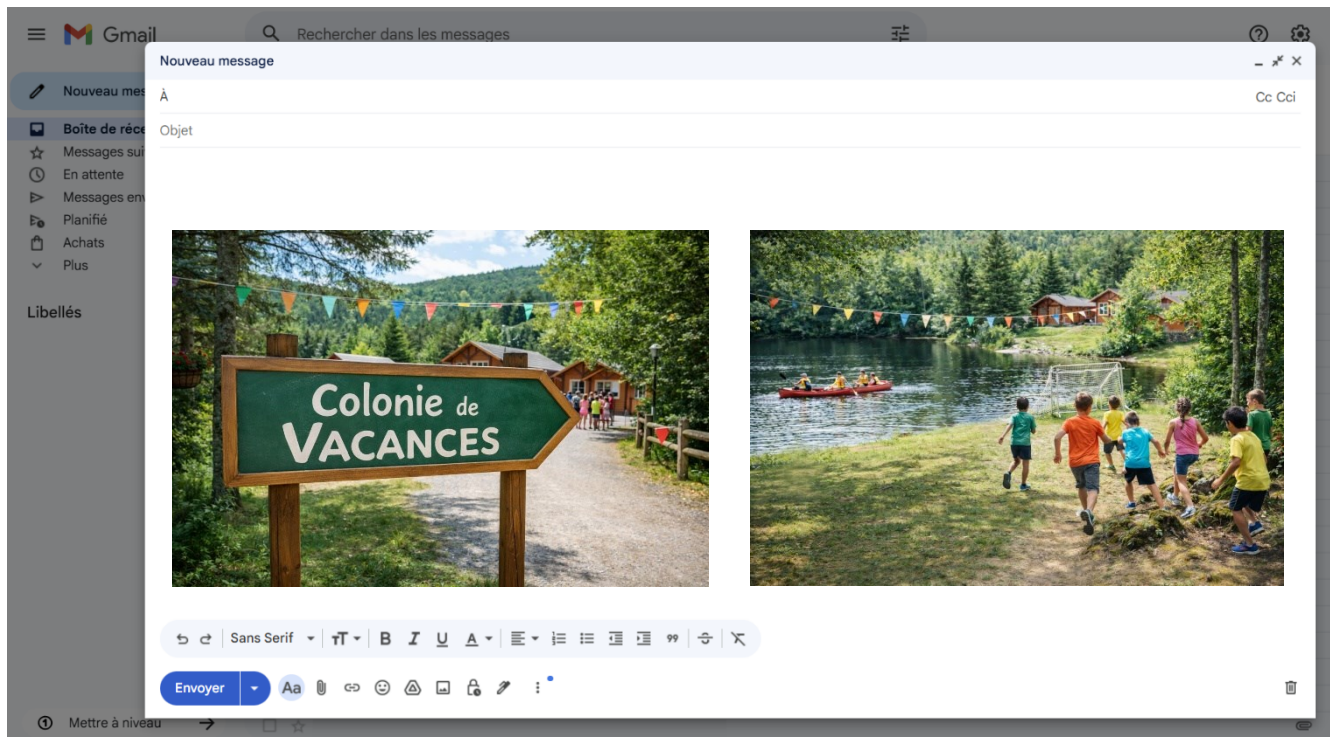 Gmail
Rechercher dans les messages
Nouveau message
Nouveau mes
À
Cc Cci
Boîte de réce
Objet
Messages sui
En attente
Messages env
Planifié
Achats
Plus
Libellés
Colonie de
VACANCES
Sans Serif
B I U A
Envoyer
Aa
Mettre à niveau